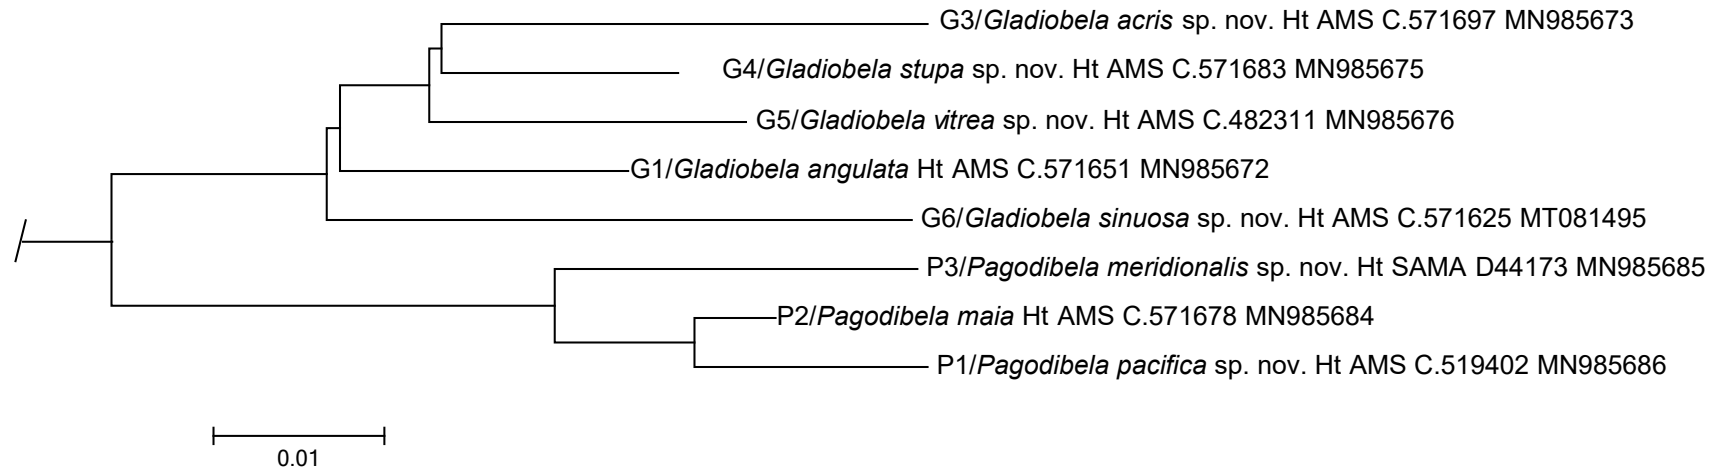 G3/Gladiobela acris sp. nov. Ht AMS C.571697 MN985673
G4/Gladiobela stupa sp. nov. Ht AMS C.571683 MN985675
G5/Gladiobela vitrea sp. nov. Ht AMS C.482311 MN985676
G1/Gladiobela angulata Ht AMS C.571651 MN985672
G6/Gladiobela sinuosa sp. nov. Ht AMS C.571625 MT081495
P3/Pagodibela meridionalis sp. nov. Ht SAMA D44173 MN985685
P2/Pagodibela maia Ht AMS C.571678 MN985684
P1/Pagodibela pacifica sp. nov. Ht AMS C.519402 MN985686
0.01